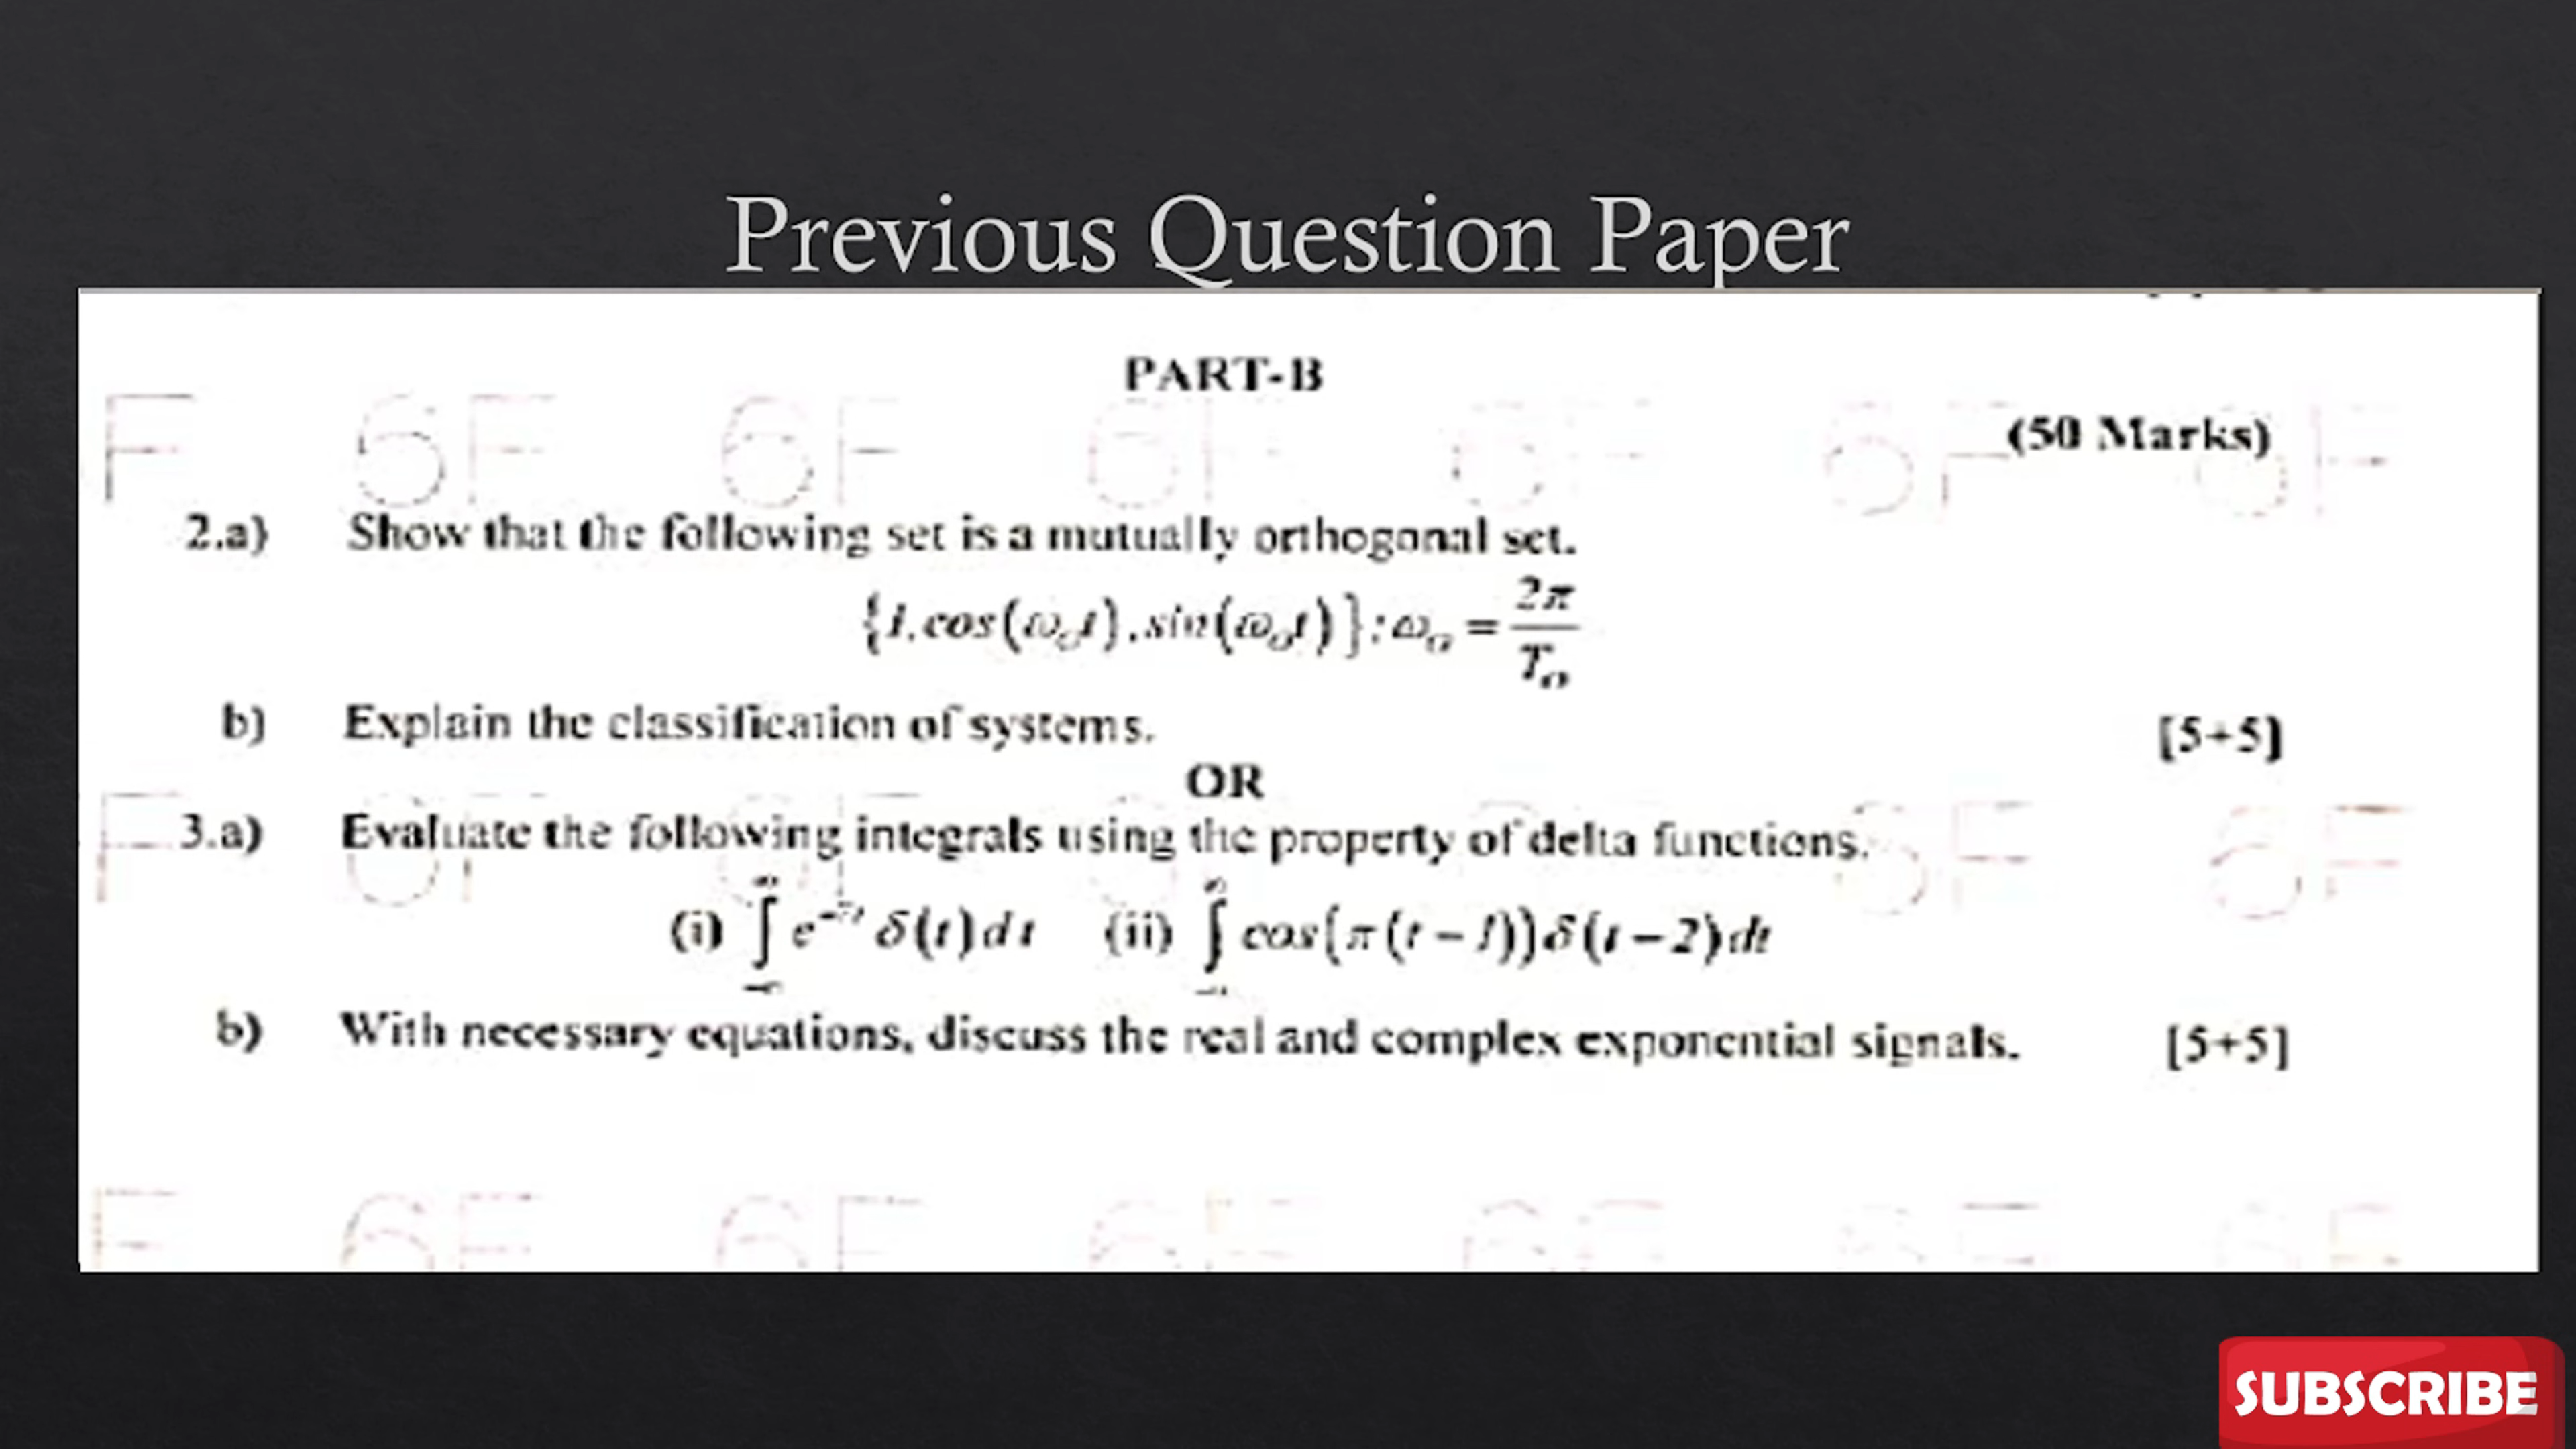 Previous Question Paper
PART-B
(50 Marks)
2.a) Show that the following set is a mutually orthogonal set.
{1, cos(ω₀t), sin(ω₀t)}; ω₀ = 2π/T₀
b) Explain the classification of systems. [5+5]
OR
3.a) Evaluate the following integrals using the property of delta functions.
(i) ∫ δ(t)dt (ii) ∫ cos(π(t-1))δ(t-2)dt
b) With necessary equations, discuss the real and complex exponential signals. [5+5]
SUBSCRIBE